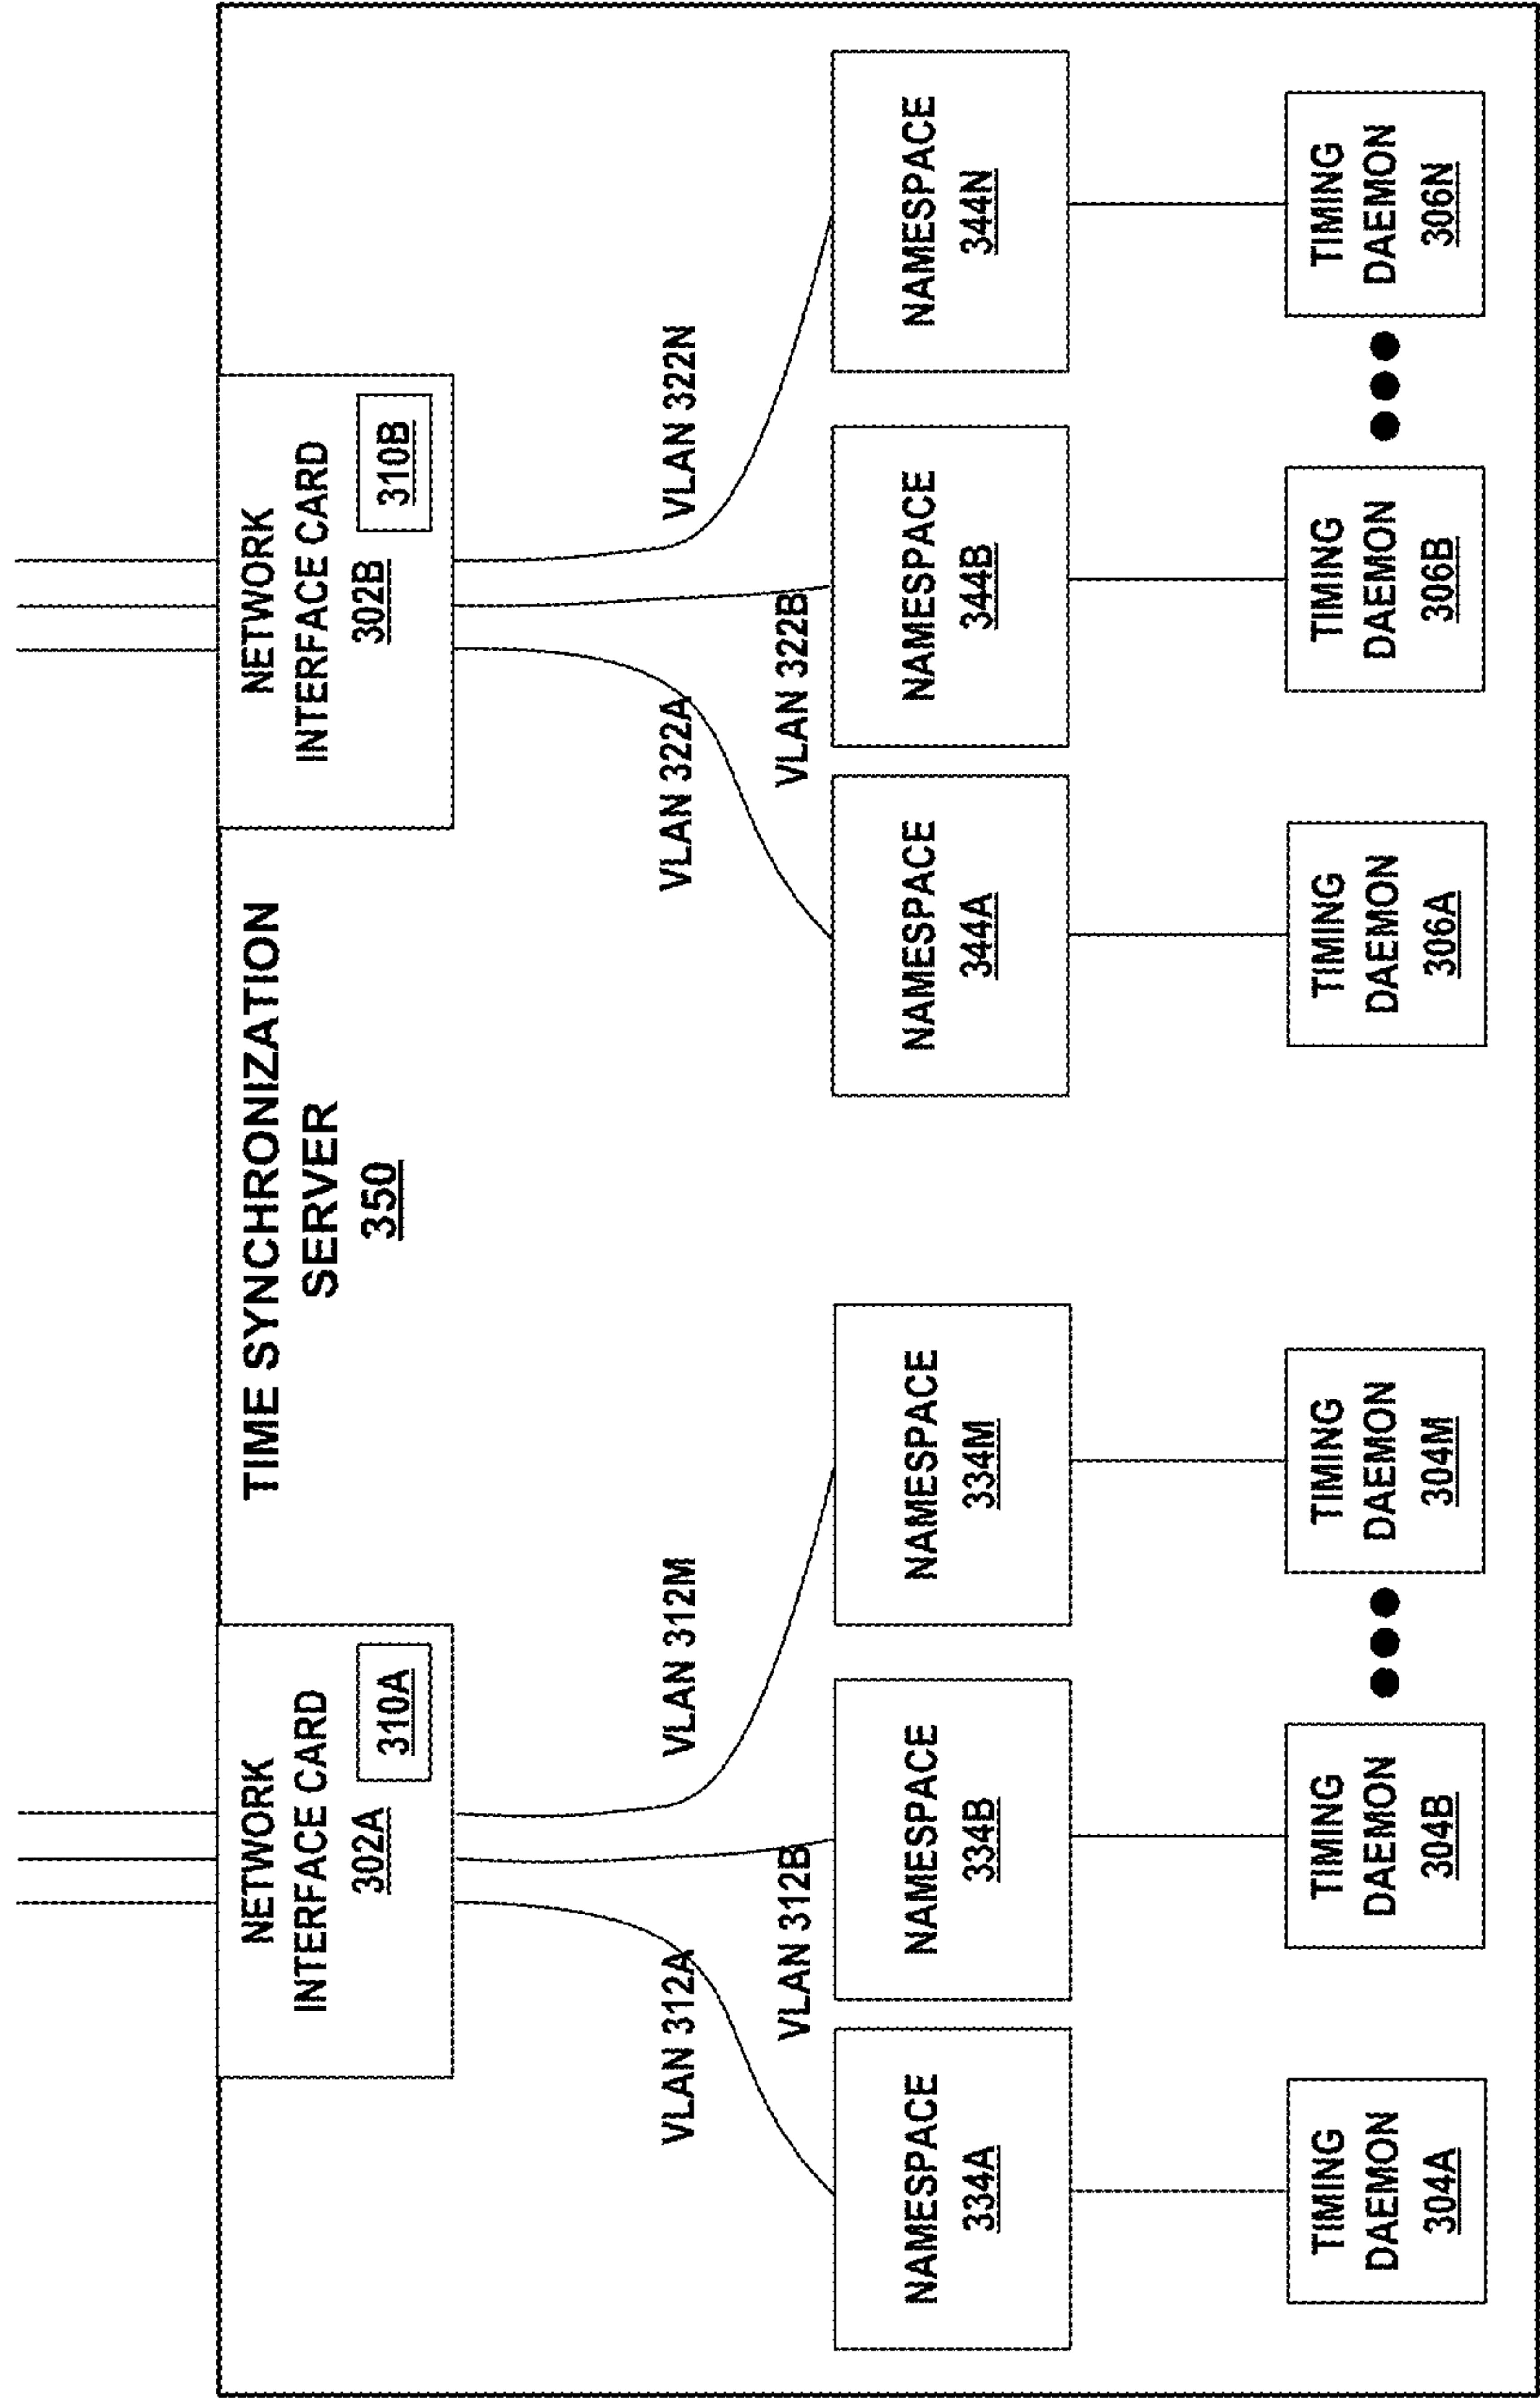 TIME SYNCHRONIZATION
SERVER
350
NETWORK
INTERFACE CARD
302A
310A
NETWORK
INTERFACE CARD
302B
310B
VLAN 312A
VLAN 312B
VLAN 312M
VLAN 322A
VLAN 322B
VLAN 322N
NAMESPACE
334A
NAMESPACE
334B
NAMESPACE
334M
NAMESPACE
344A
NAMESPACE
344B
NAMESPACE
344N
TIMING
DAEMON
304A
TIMING
DAEMON
304B
TIMING
DAEMON
304M
TIMING
DAEMON
306A
TIMING
DAEMON
306B
TIMING
DAEMON
306N